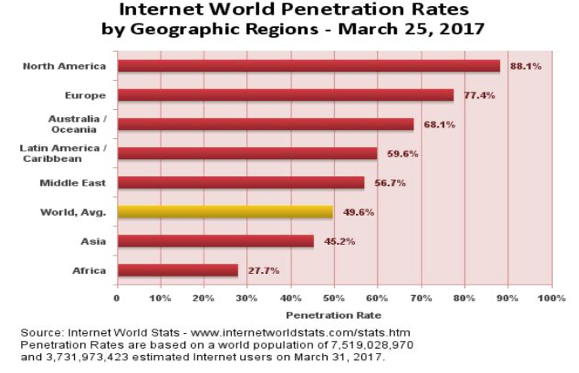 Internet World Penetration Rates
by Geographic Regions - March 25, 2017
North America
88.1%
Europe
77.4%
Australia /
Oceania
68.1%
Latin America /
Caribbean
59.6%
Middle East
56.7%
World, Avg.
49.6%
Asia
45.2%
Africa
27.7%
0 10% 20% 30% 40% 50% 60% 70% 80% 90% 100%
Penetration Rate
Source: Internet World Stats - www.internetworldstats.com/stats.htm
Penetration Rates are based on a world population of 7,519,028,970
and 3,731,973,423 estimated Internet users on March 31, 2017.